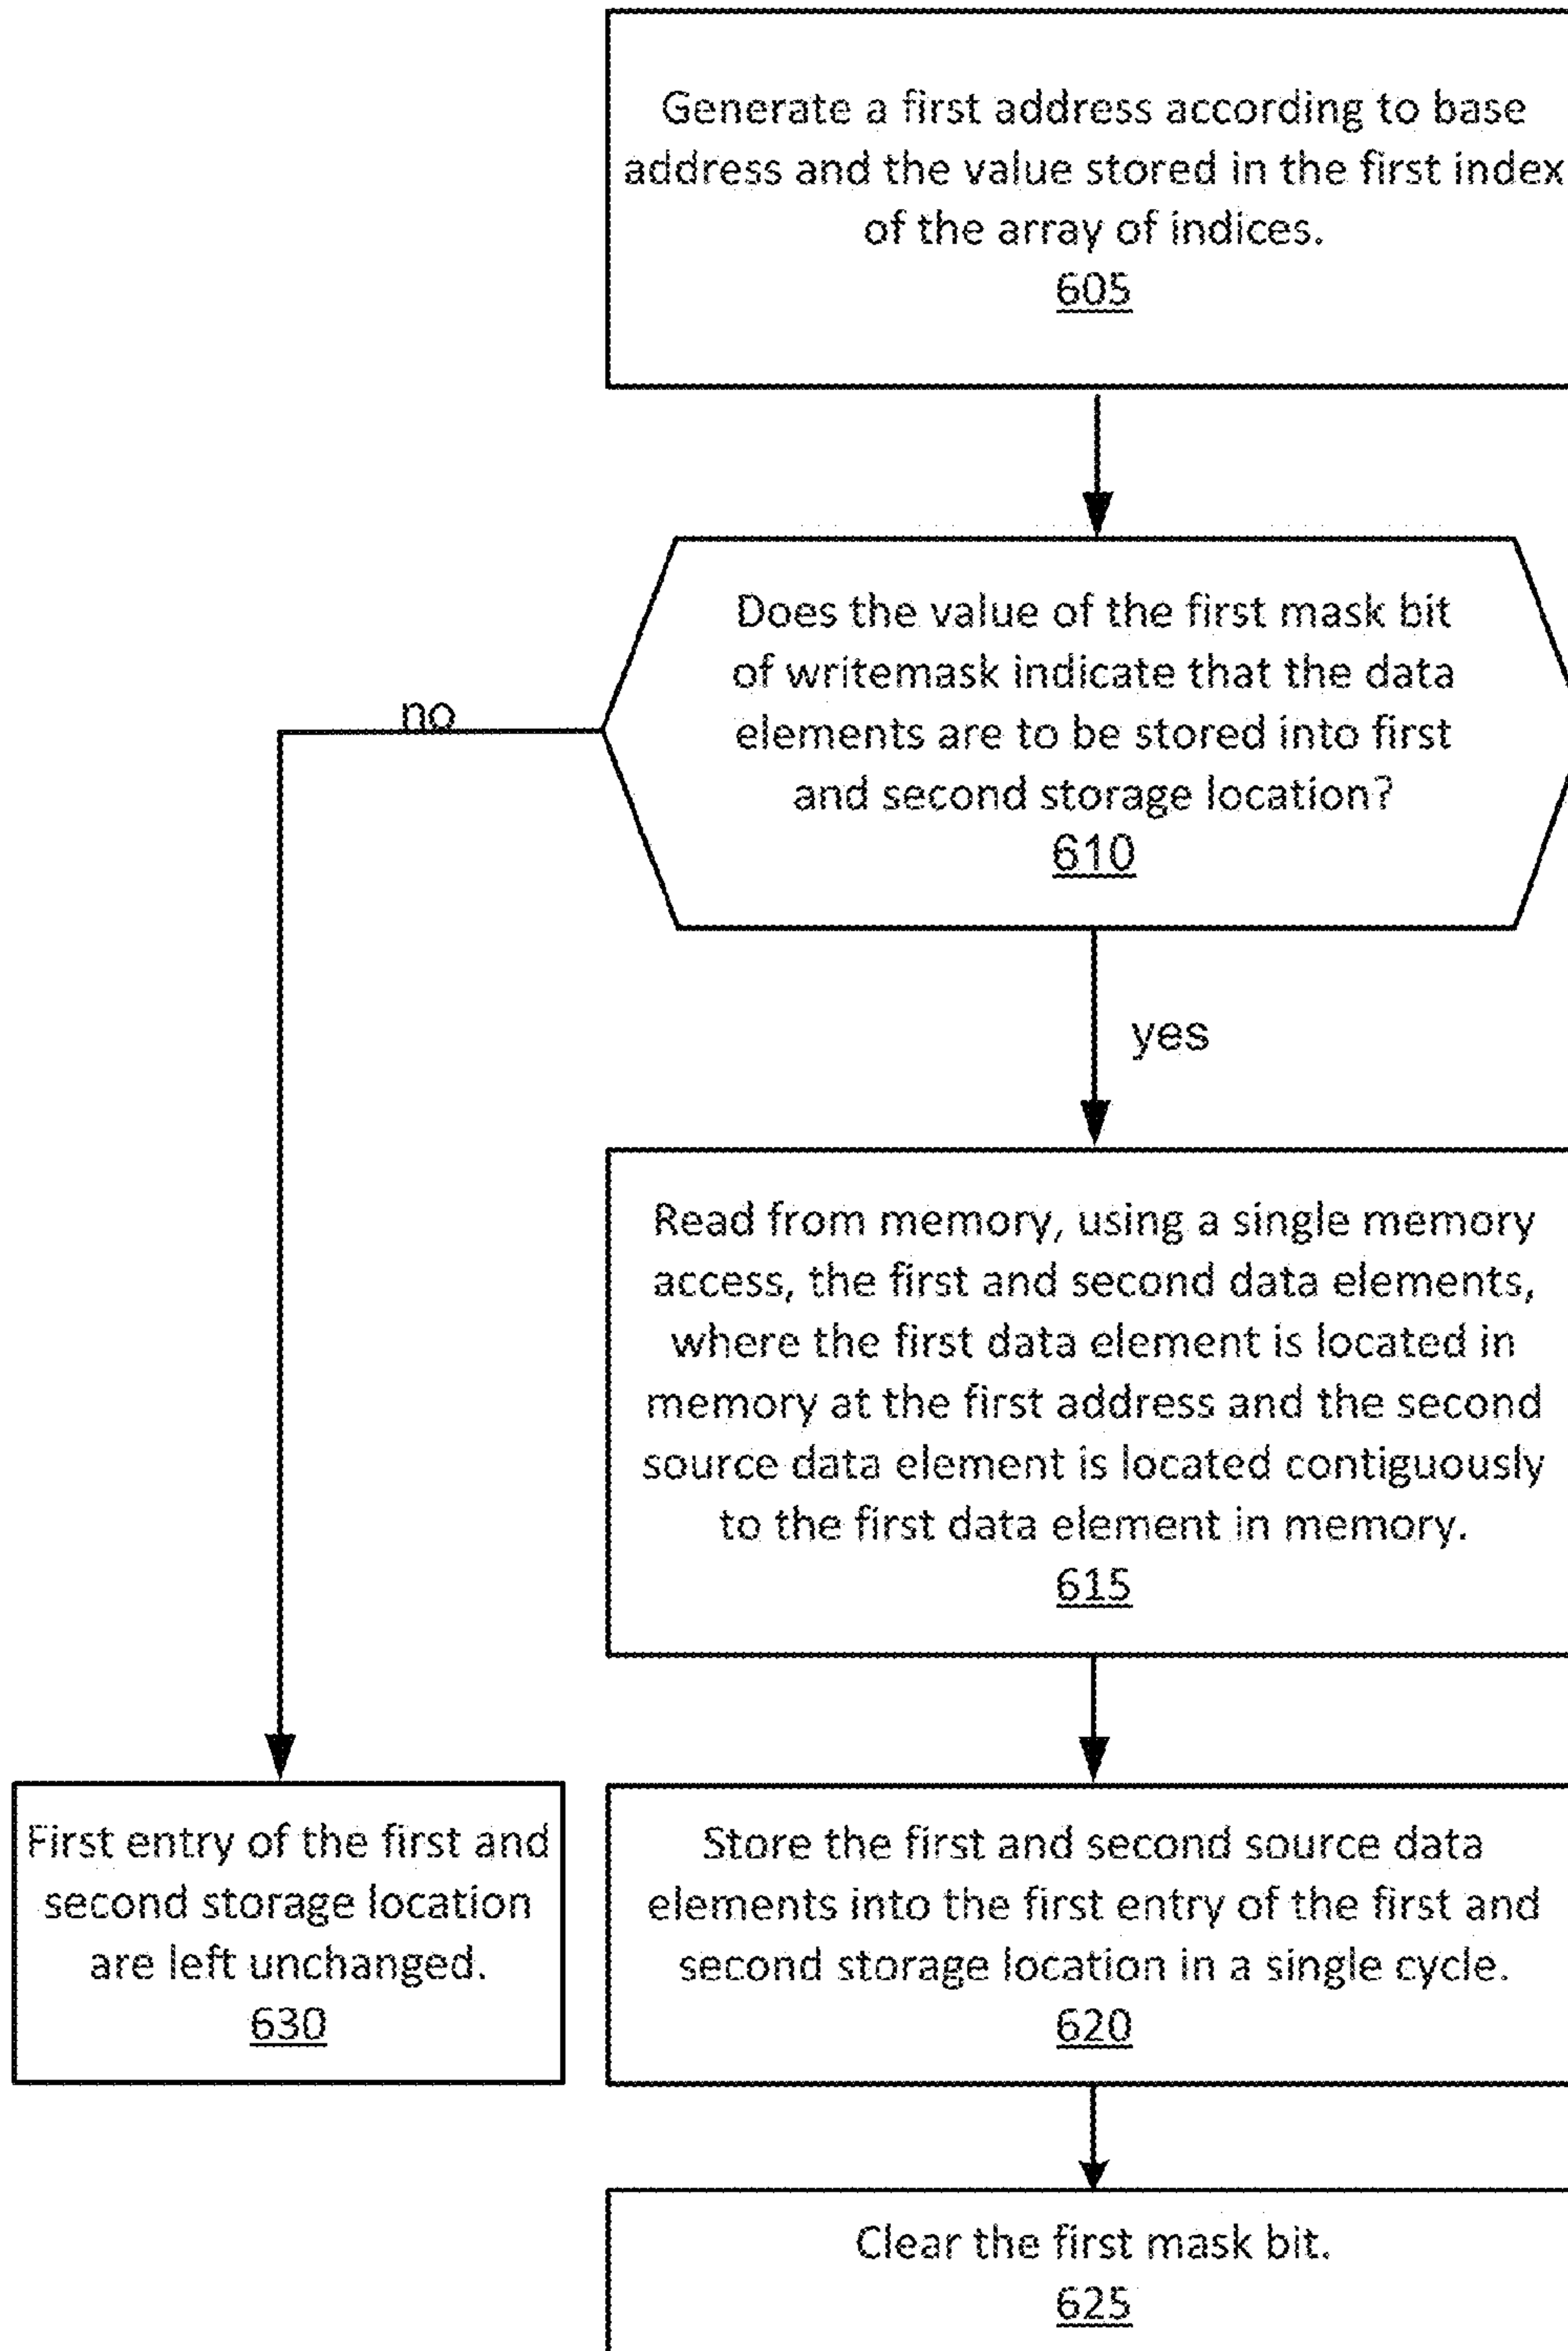 Generate a first address according to base
address and the value stored in the first index
of the array of indices.
605
Does the value of the first mask bit
of writemask indicate that the data
elements are to be stored into first
and second storage location?
610
no
yes
Read from memory, using a single memory
access, the first and second data elements,
where the first data element is located in
memory at the first address and the second
source data element is located contiguously
to the first data element in memory.
615
First entry of the first and
second storage location
are left unchanged.
630
Store the first and second source data
elements into the first entry of the first and
second storage location in a single cycle.
620
Clear the first mask bit.
625